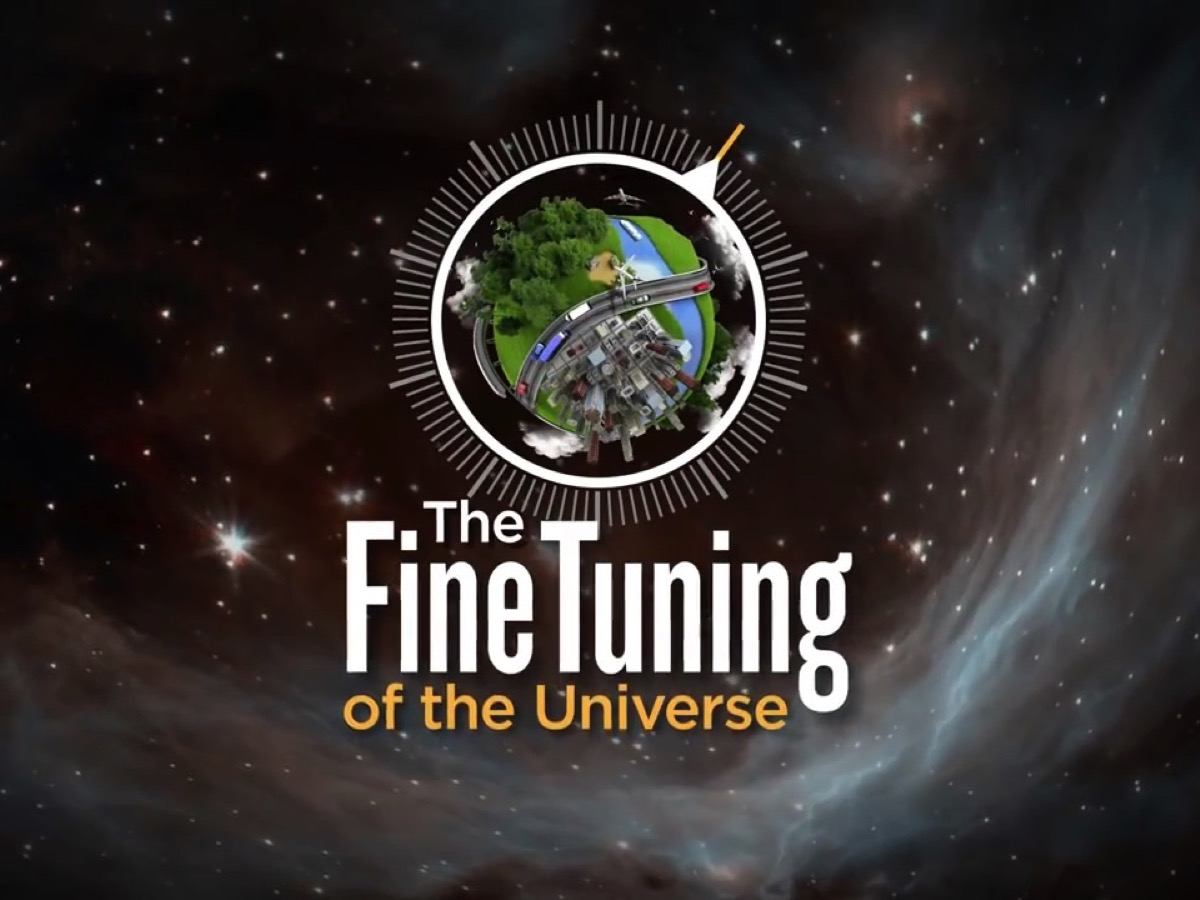 The
Fine Tuning
of the Universe